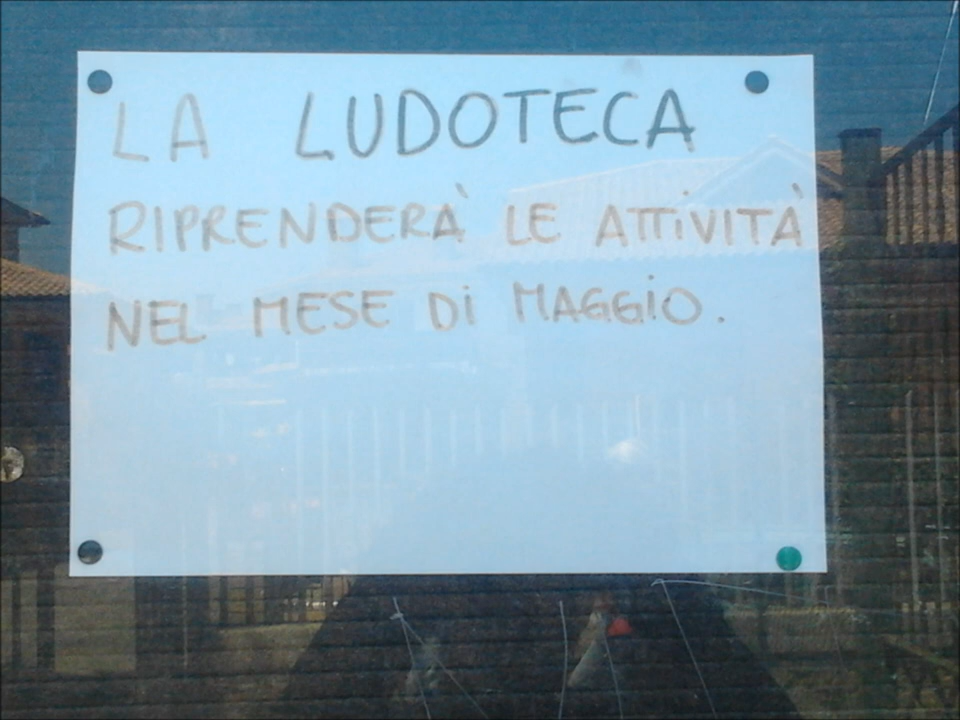 LA LUDOTECA
RIPRENDERÀ LE ATTiViTÀ
NEL MESE Di MAGGiO.